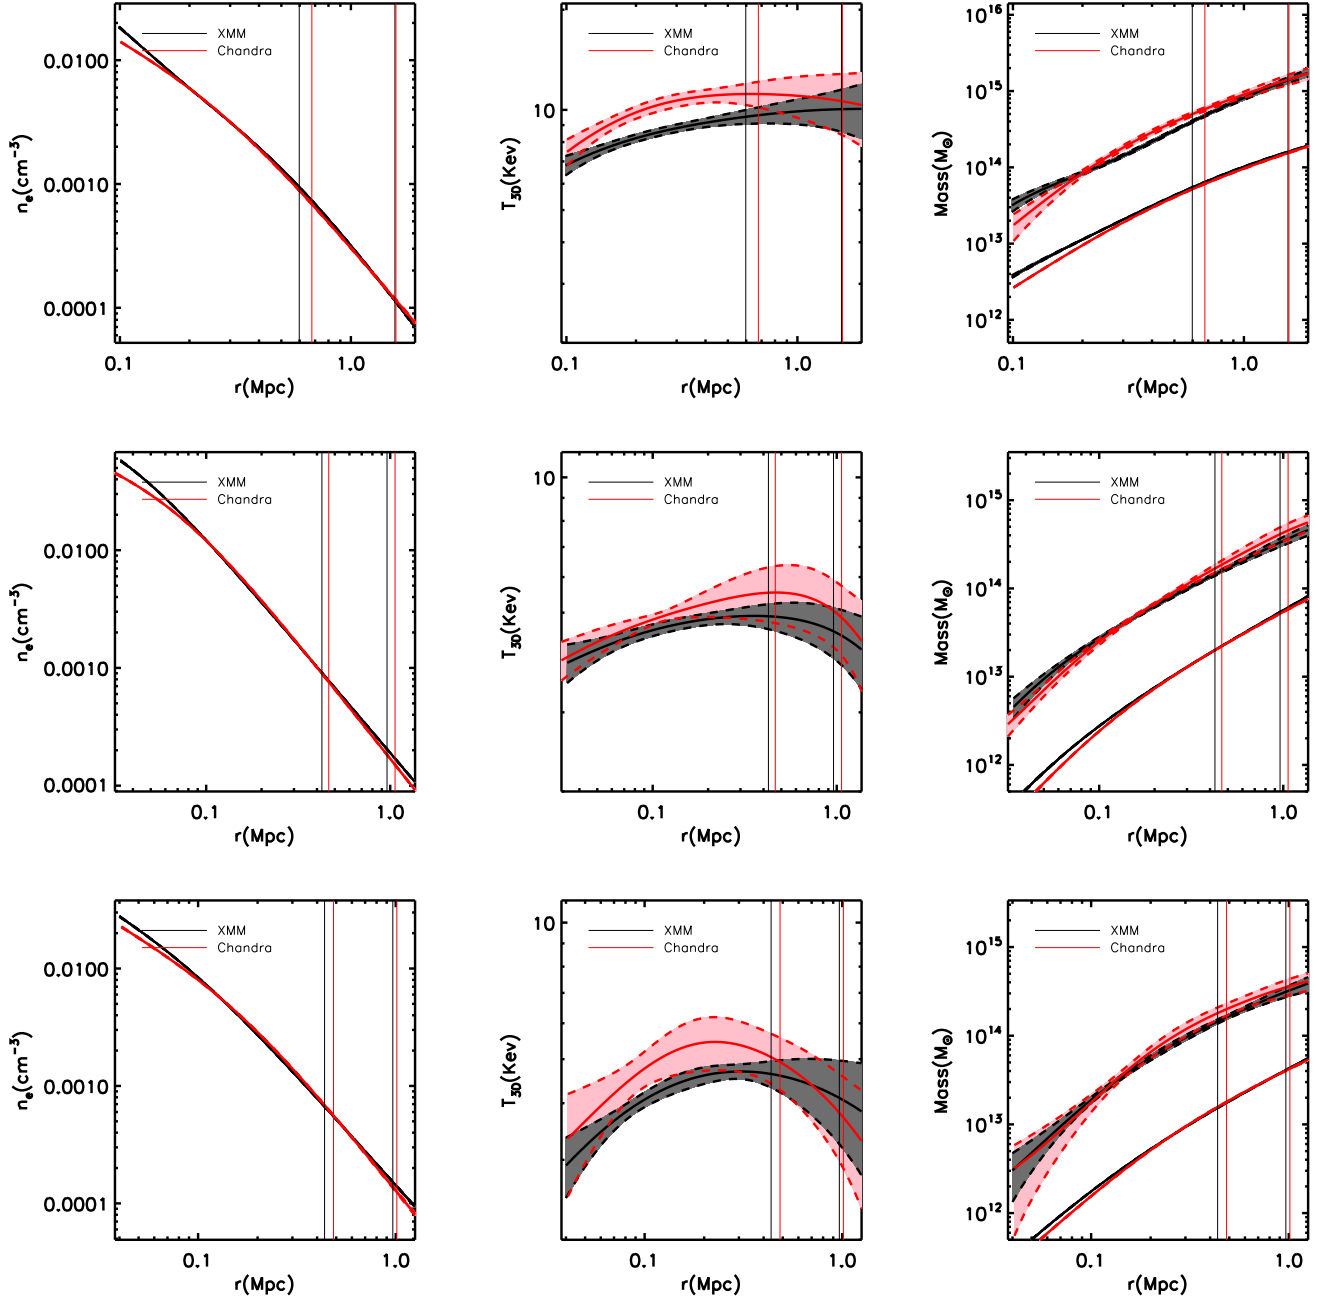 XMM
Chandra
n_e(cm^-3)
0.0100
0.0010
0.0001
0.1
1.0
r(Mpc)
XMM
Chandra
T_3D(Kev)
10
0.1
1.0
r(Mpc)
XMM
Chandra
Mass(M_⊙)
10^16
10^15
10^14
10^13
10^12
0.1
1.0
r(Mpc)
XMM
Chandra
n_e(cm^-3)
0.0100
0.0010
0.0001
0.1
1.0
r(Mpc)
XMM
Chandra
T_3D(Kev)
10
0.1
1.0
r(Mpc)
XMM
Chandra
Mass(M_⊙)
10^15
10^14
10^13
10^12
0.1
1.0
r(Mpc)
XMM
Chandra
n_e(cm^-3)
0.0100
0.0010
0.0001
0.1
1.0
r(Mpc)
XMM
Chandra
T_3D(Kev)
10
0.1
1.0
r(Mpc)
XMM
Chandra
Mass(M_⊙)
10^15
10^14
10^13
10^12
0.1
1.0
r(Mpc)